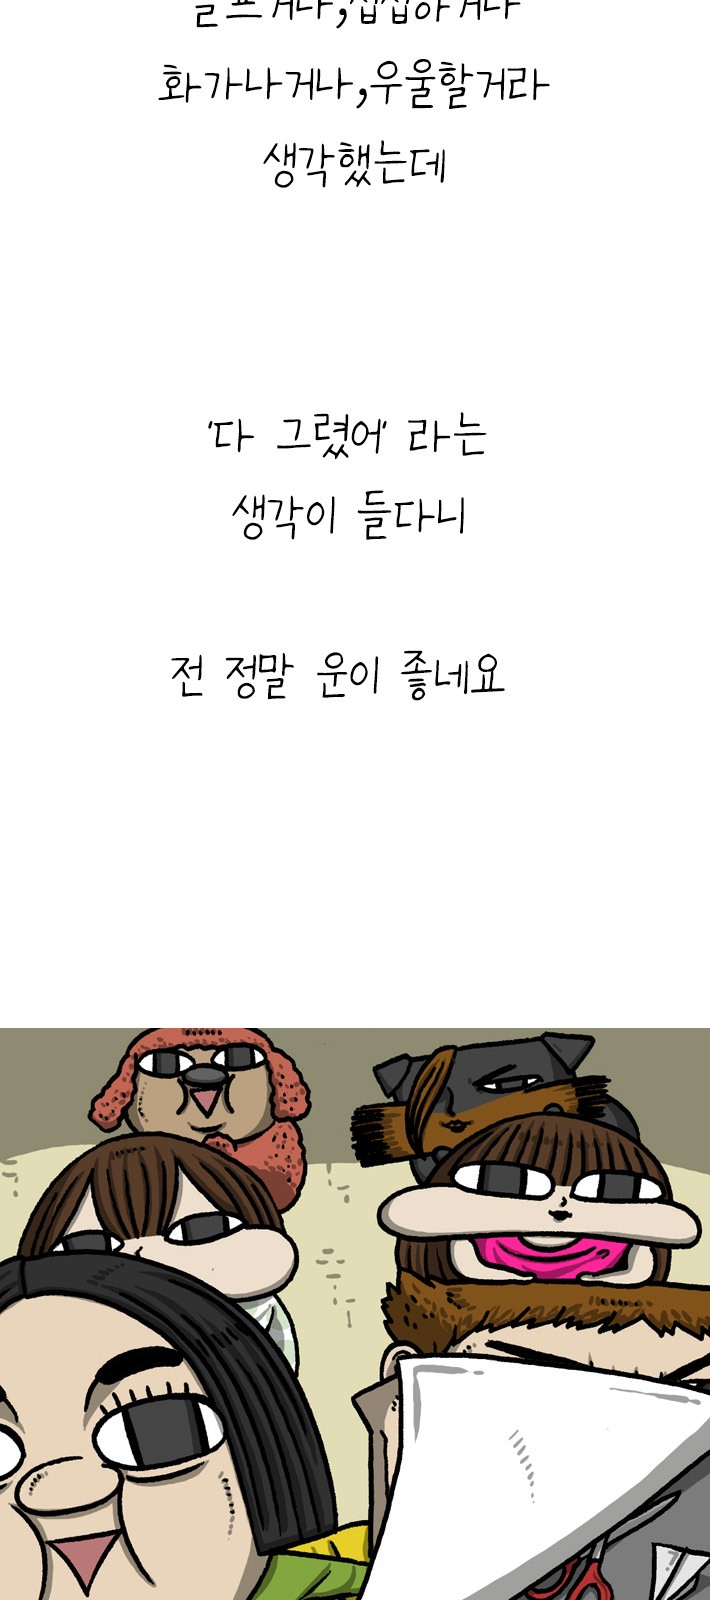 화가나거나,우울할거라
생각했는데
'다 그렸어' 라는
생각이 들다니
전 정말 운이 좋네요